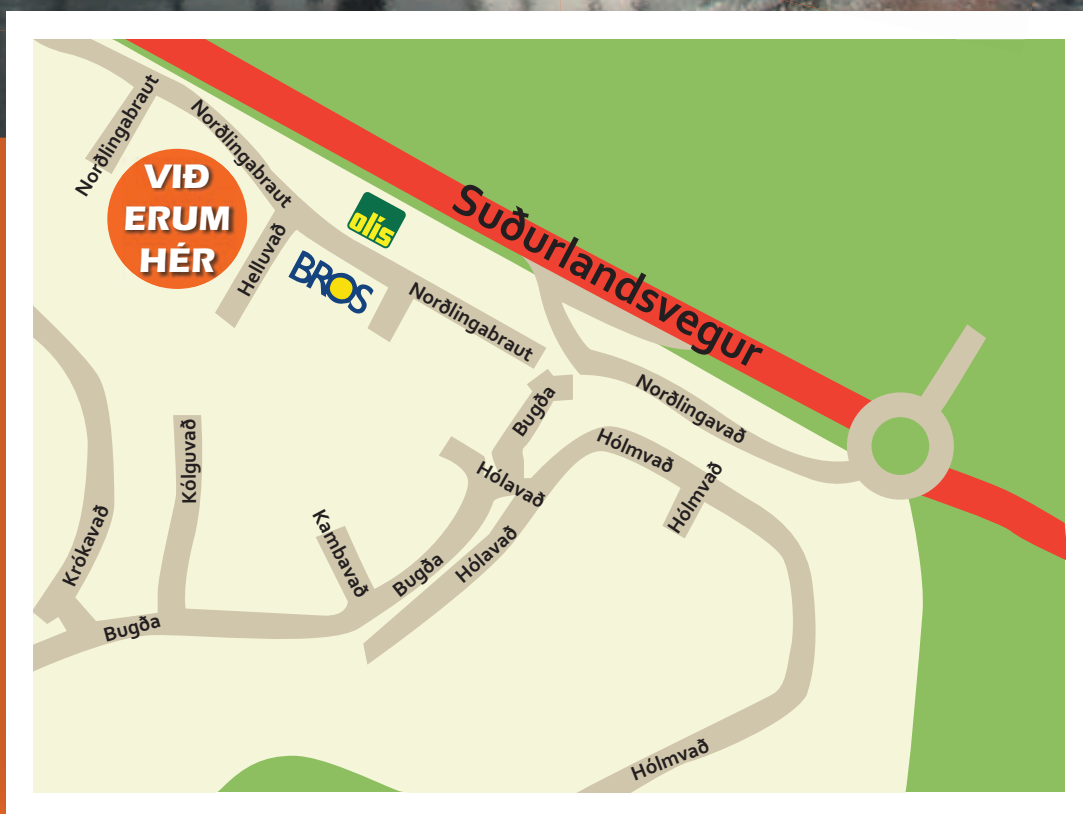 Norðlingabraut
Norðlingabraut
VIÐ
ERUM
HÉR
Helluvað
olís
BROS
Norðlingabraut
Suðurlandsvegur
Norðlingavað
Bugða
Hólmvað
Hólmvað
Hólavað
Kólguvað
Krókavað
Kambavað
Bugða
Hólavað
Bugða
Hólmvað